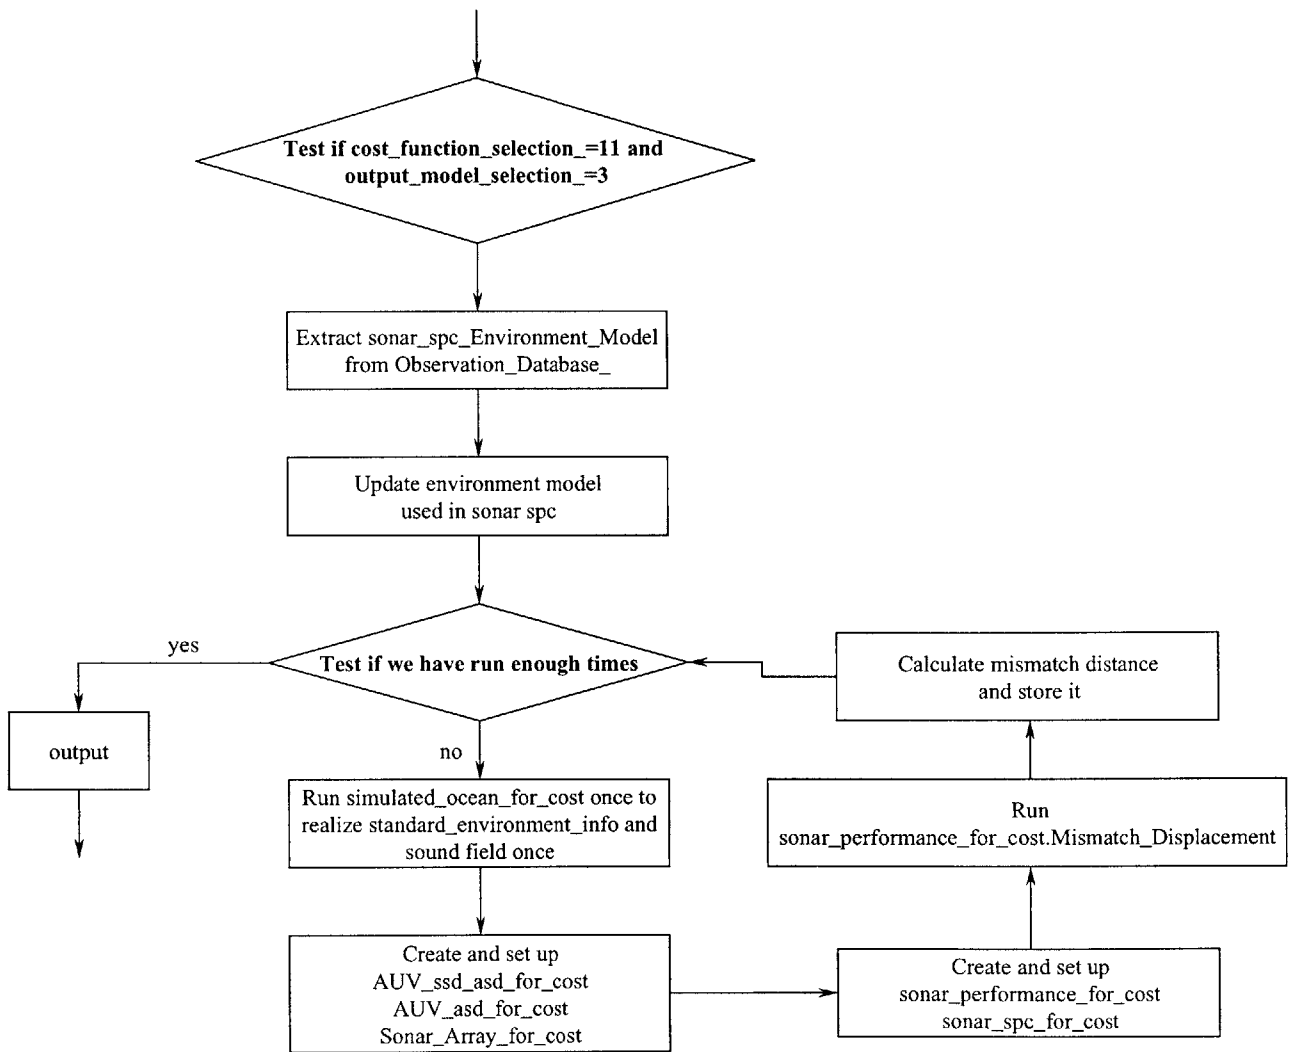 Test if cost_function_selection_=11 and
output_model_selection_=3
Extract sonar_spc_Environment_Model
from Observation_Database_
Update environment model
used in sonar spc
yes
Test if we have run enough times
Calculate mismatch distance
and store it
output
no
Run simulated_ocean_for_cost once to
realize standard_environment_info and
sound field once
Run
sonar_performance_for_cost.Mismatch_Displacement
Create and set up
AUV_ssd_asd_for_cost
AUV_asd_for_cost
Sonar_Array_for_cost
Create and set up
sonar_performance_for_cost
sonar_spc_for_cost